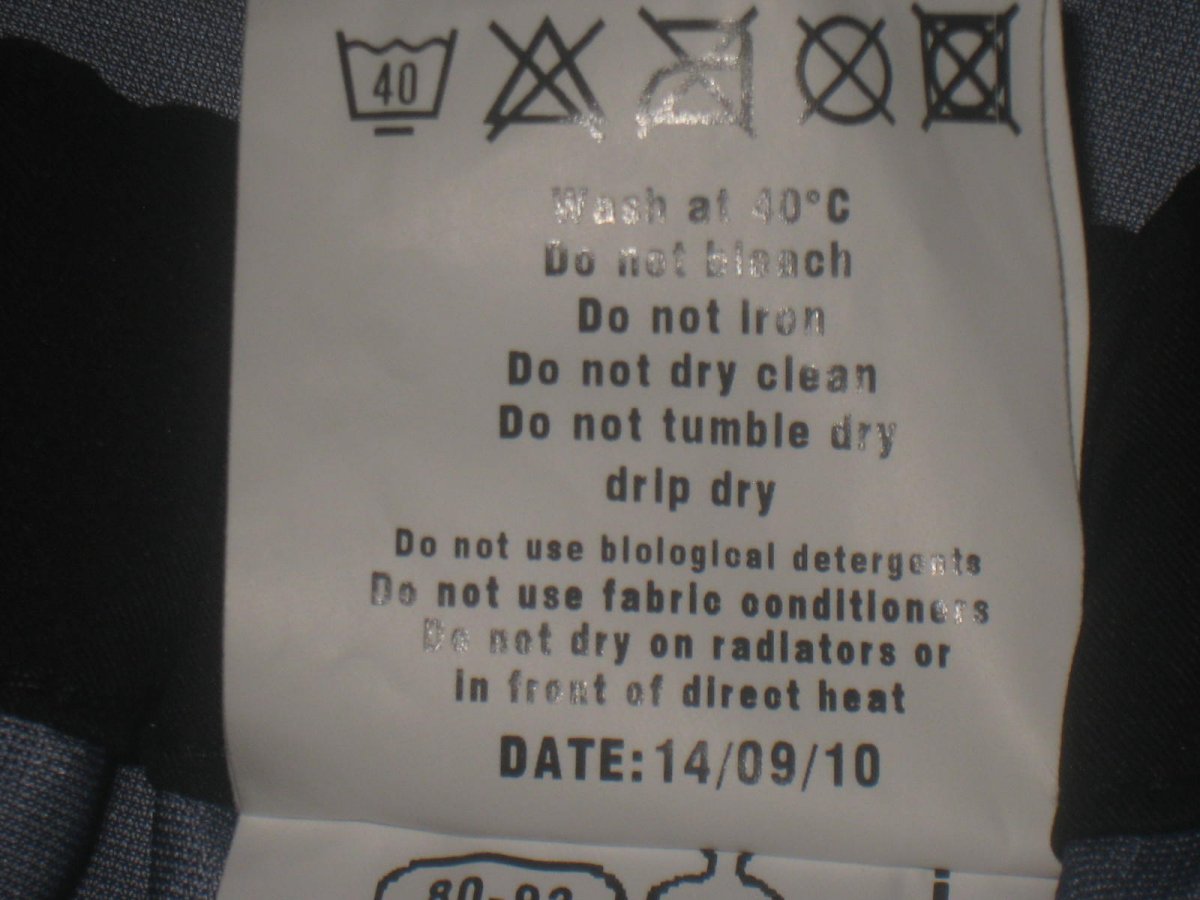 40
Wash at 40°C
Do not bleach
Do not iron
Do not dry clean
Do not tumble dry
drip dry
Do not use biological detergents
Do not use fabric conditioners
Do not dry on radiators or
in front of direct heat
DATE:14/09/10